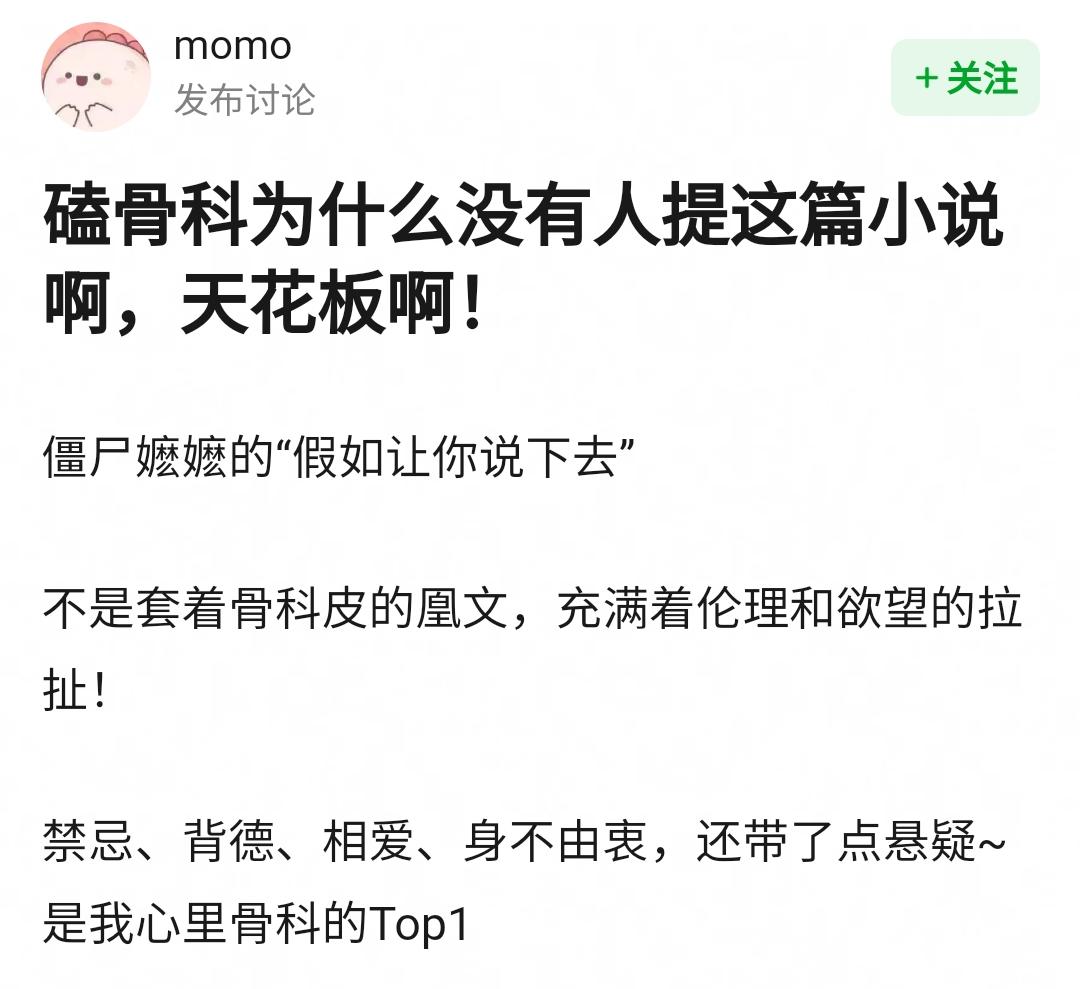 momo
发布讨论
+ 关注
磕骨科为什么没有人提这篇小说
啊，天花板啊！
僵尸嬷嬷的“假如让你说下去”
不是套着骨科皮的凰文，充满着伦理和欲望的拉
扯！
禁忌、背德、相爱、身不由衷，还带了点悬疑~
是我心里骨科的Top1